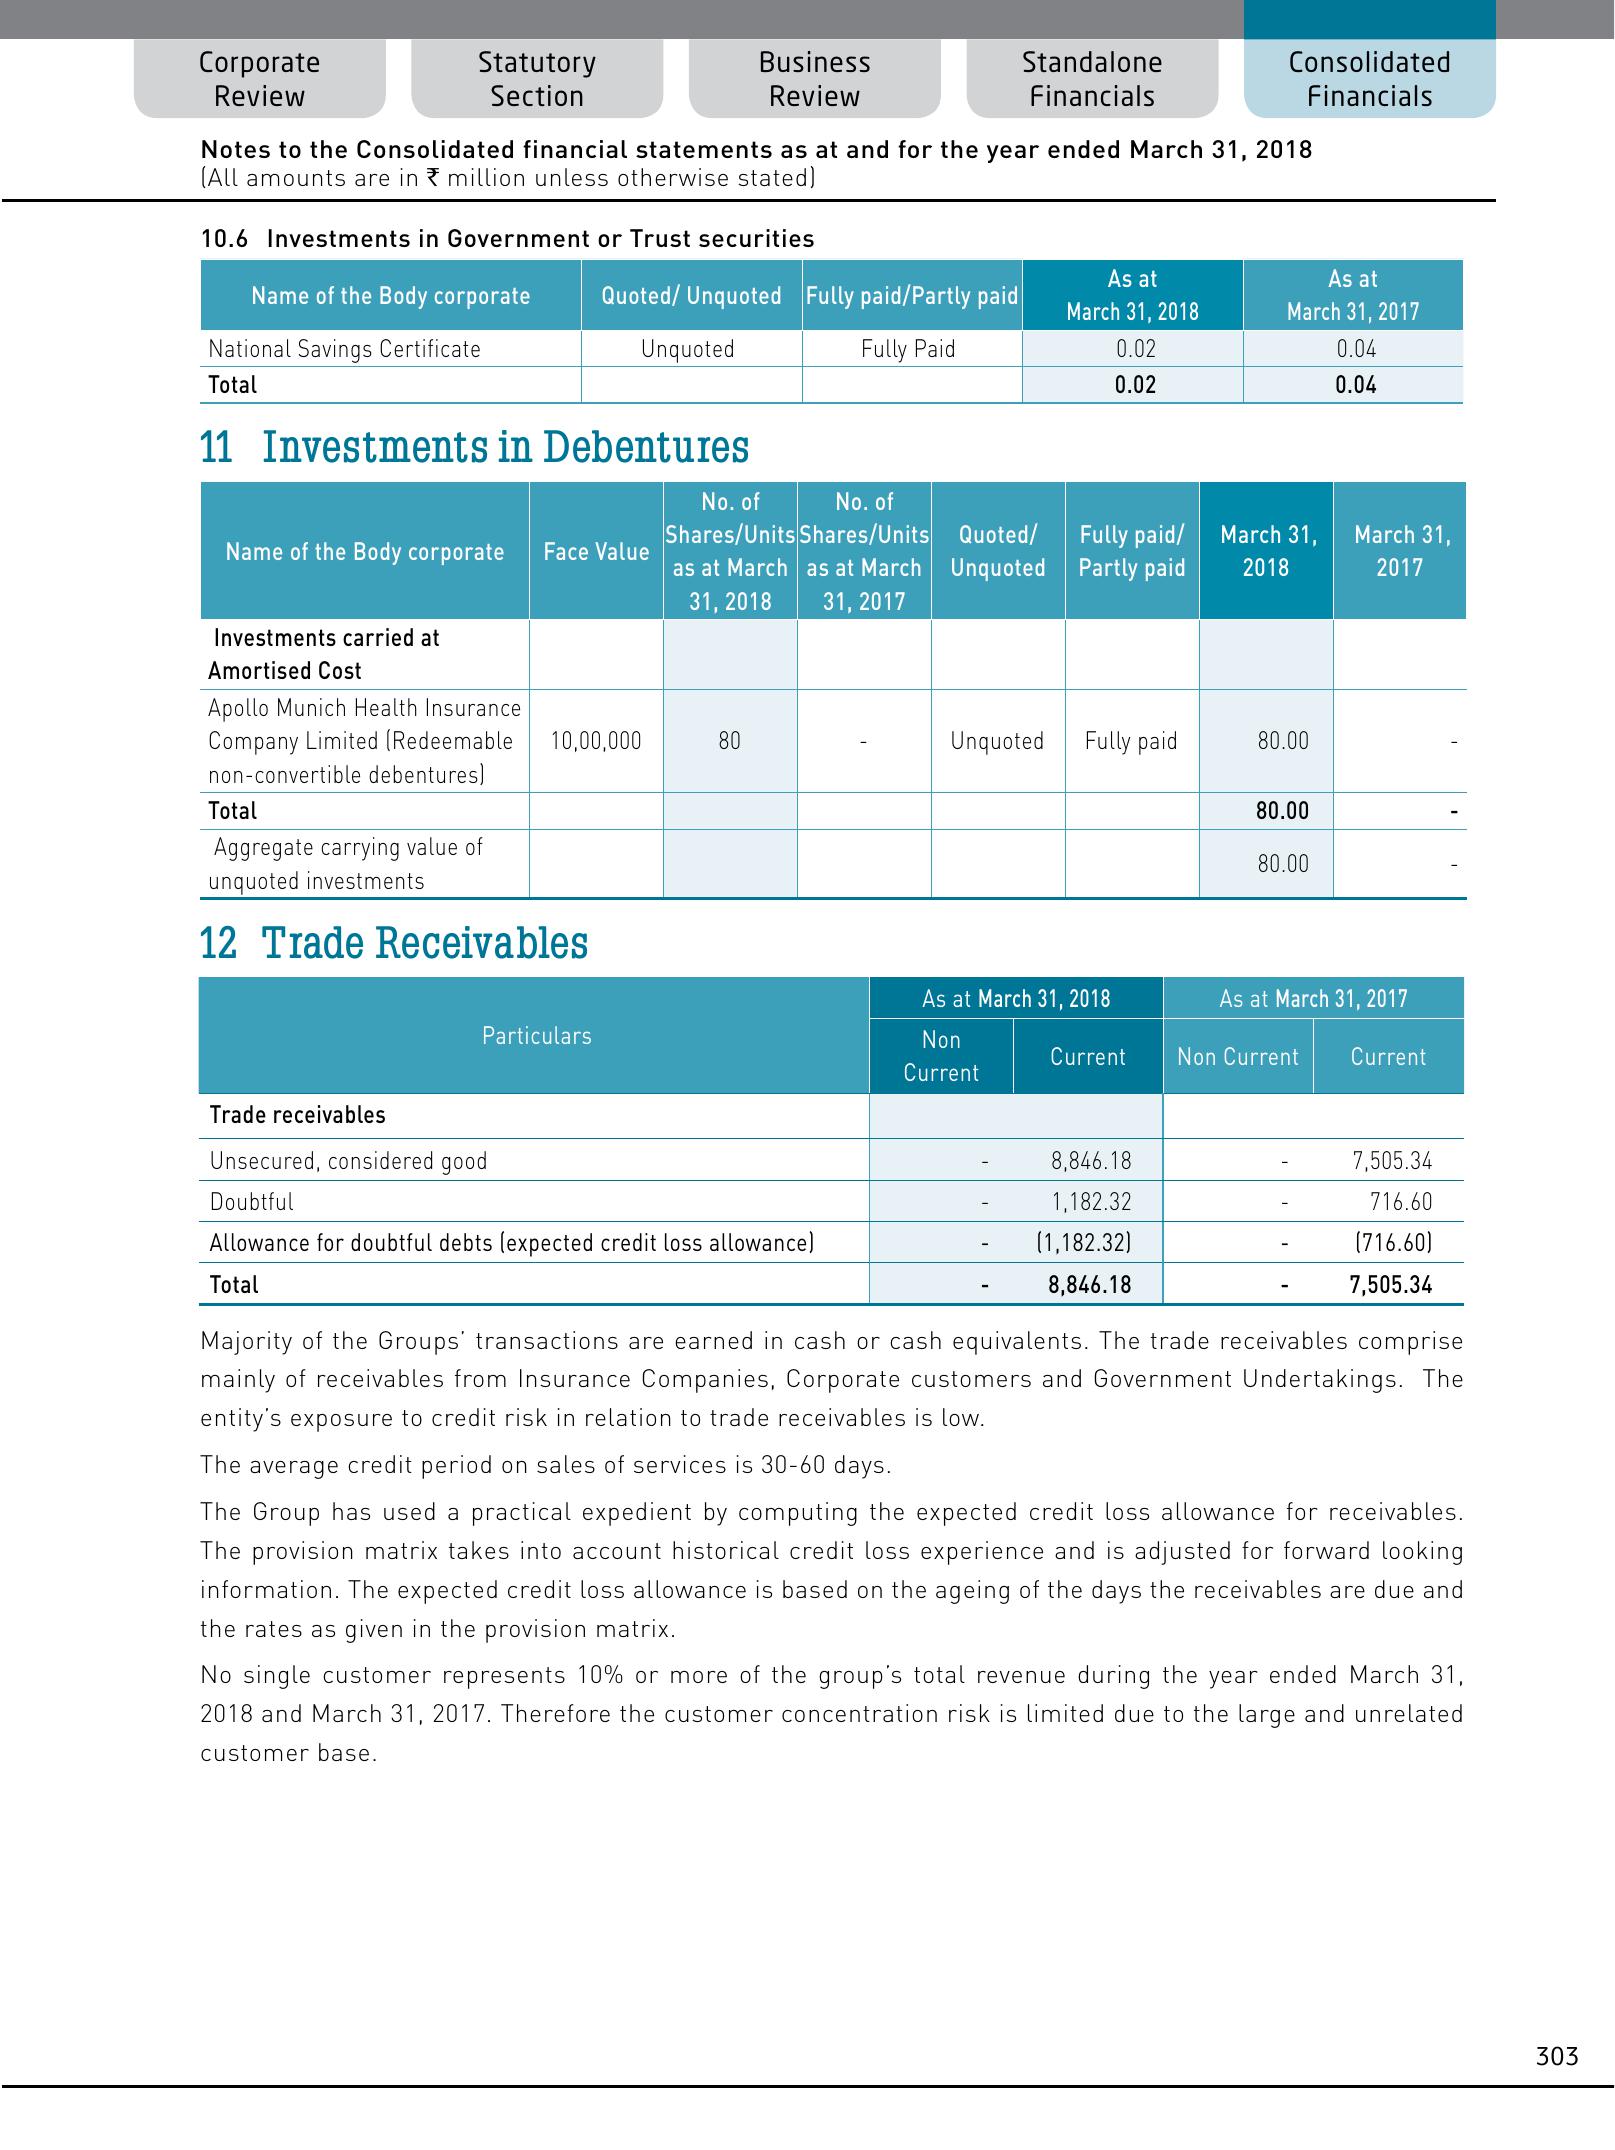 Corporate Review
Statutory Section
Business Review
Standalone Financials
Consolidated Financials
Notes to the Consolidated financial statements as at and for the year ended March 31, 2018
(All amounts are in ₹ million unless otherwise stated)
10.6 Investments in Government or Trust securities
Name of the Body corporate Quoted/ Unquoted Fully paid/Partly paid As at March 31, 2018 As at March 31, 2017
National Savings Certificate Unquoted Fully Paid 0.02 0.04
Total 0.02 0.04
11 Investments in Debentures
Name of the Body corporate Face Value No. of Shares/Units as at March 31, 2018 No. of Shares/Units as at March 31, 2017 Quoted/ Unquoted Fully paid/ Partly paid March 31, 2018 March 31, 2017
Investments carried at
Amortised Cost
Apollo Munich Health Insurance
Company Limited (Redeemable 10,00,000 80 - Unquoted Fully paid 80.00 -
non-convertible debentures)
Total 80.00 -
Aggregate carrying value of
unquoted investments 80.00 -
12 Trade Receivables
Particulars As at March 31, 2018 As at March 31, 2017
Non Current Current Non Current Current
Trade receivables
Unsecured, considered good - 8,846.18 - 7,505.34
Doubtful - 1,182.32 - 716.60
Allowance for doubtful debts (expected credit loss allowance) - (1,182.32) - (716.60)
Total - 8,846.18 - 7,505.34
Majority of the Groups’ transactions are earned in cash or cash equivalents. The trade receivables comprise
mainly of receivables from Insurance Companies, Corporate customers and Government Undertakings. The
entity’s exposure to credit risk in relation to trade receivables is low.
The average credit period on sales of services is 30-60 days.
The Group has used a practical expedient by computing the expected credit loss allowance for receivables.
The provision matrix takes into account historical credit loss experience and is adjusted for forward looking
information. The expected credit loss allowance is based on the ageing of the days the receivables are due and
the rates as given in the provision matrix.
No single customer represents 10% or more of the group’s total revenue during the year ended March 31,
2018 and March 31, 2017. Therefore the customer concentration risk is limited due to the large and unrelated
customer base.
303